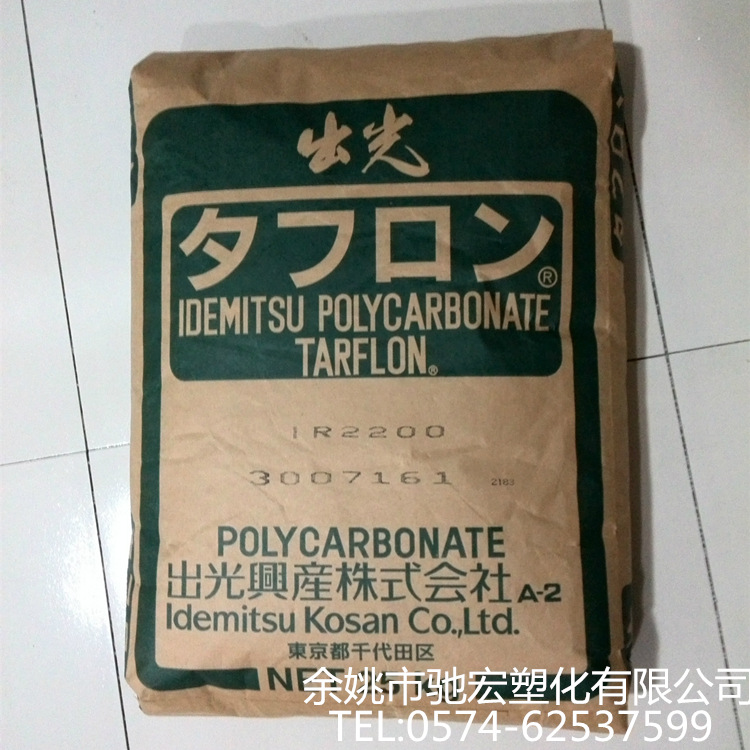 出光
タフロン®
IDEMITSU POLYCARBONATE
TARFLON®
IR2200
3007161 2183
POLYCARBONATE
出光興産株式会社 A-2
Idemitsu Kosan Co.,Ltd.
東京都千代田区
NET
余姚市驰宏塑化有限公司
TEL:0574-62537599